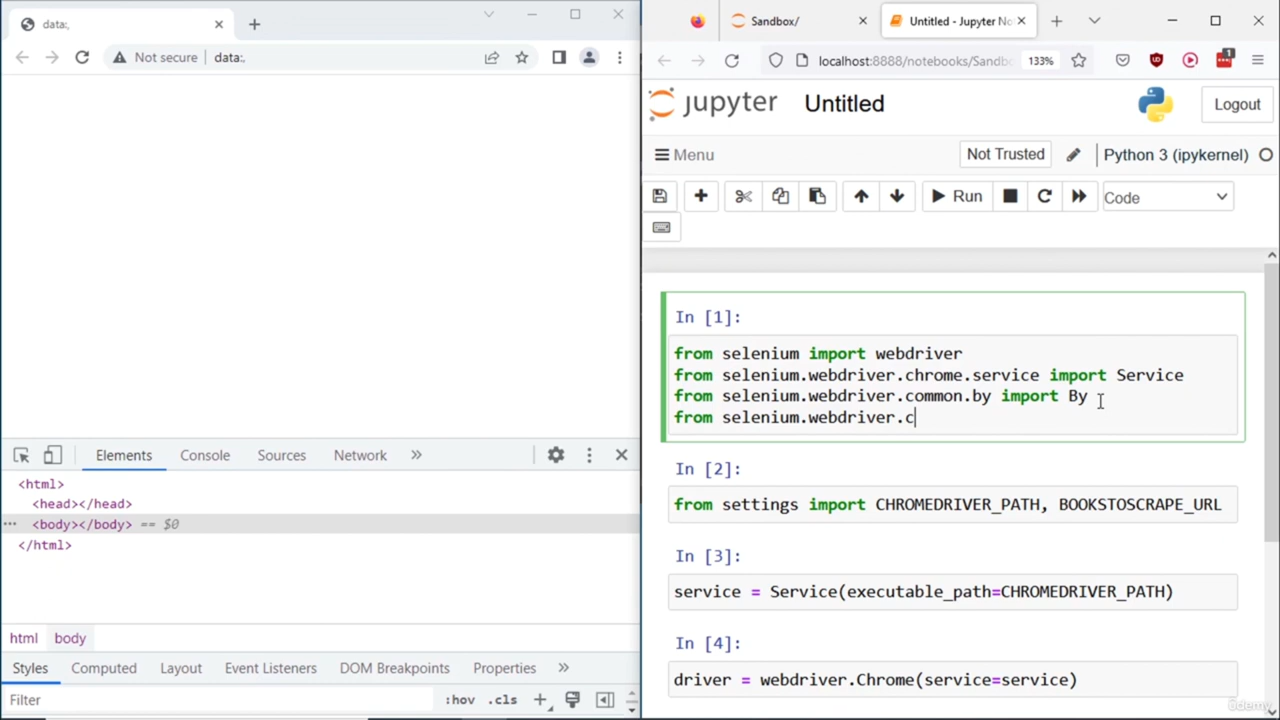 data:,
Not secure
data:.
Elements
Console
Sources
Network
<html>
<head></head>
<body></body> == $0
</html>
html
body
Styles
Computed
Layout
Event Listeners
DOM Breakpoints
Properties
Filter
:hov
.cls
Sandbox/
Untitled - Jupyter No
localhost:8888/notebooks/Sandb
133%
1
jupyter
Untitled
Logout
Menu
Not Trusted
Python 3 (ipykernel)
Run
Code
In [1]:
from selenium import webdriver
from selenium.webdriver.chrome.service import Service
from selenium.webdriver.common.by import By
from selenium.webdriver.c
In [2]:
from settings import CHROMEDRIVER_PATH, BOOKSTOSCRAPE_URL
In [3]:
service = Service(executable_path=CHROMEDRIVER_PATH)
In [4]:
driver = webdriver.Chrome(service=service)
ûdemy